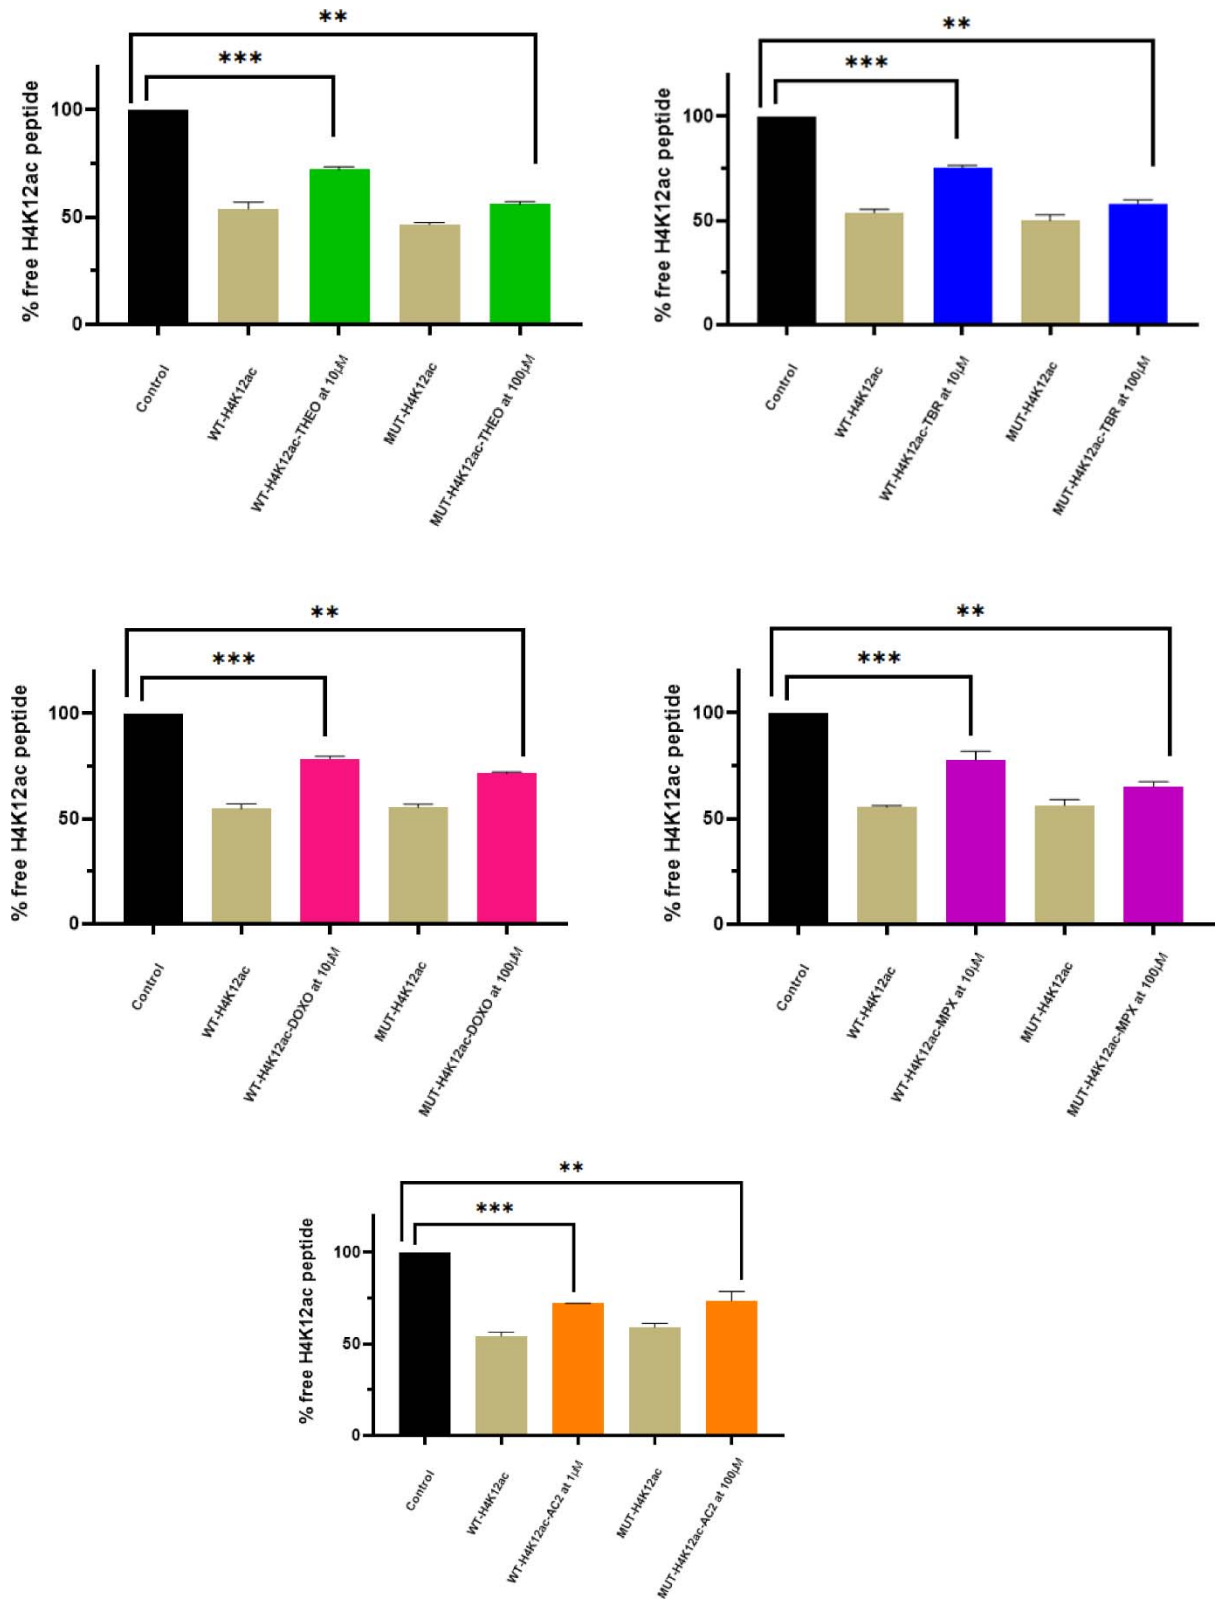 **
***
% free H4K12ac peptide
100
50
0
Control
WT-H4K12ac
WT-H4K12ac-THEO at 10μM
MUT-H4K12ac
MUT-H4K12ac-THEO at 100μM
**
***
% free H4K12ac peptide
100
50
0
Control
WT-H4K12ac
WT-H4K12ac-TBR at 10μM
MUT-H4K12ac
MUT-H4K12ac-TBR at 100μM
**
***
% free H4K12ac peptide
100
50
0
Control
WT-H4K12ac
WT-H4K12ac-DOXO at 10μM
MUT-H4K12ac
MUT-H4K12ac-DOXO at 100μM
**
***
% free H4K12ac peptide
100
50
0
Control
WT-H4K12ac
WT-H4K12ac-MPX at 10μM
MUT-H4K12ac
MUT-H4K12ac-MPX at 100μM
**
***
% free H4K12ac peptide
100
50
0
Control
WT-H4K12ac
WT-H4K12ac-AC2 at 1μM
MUT-H4K12ac
MUT-H4K12ac-AC2 at 100μM